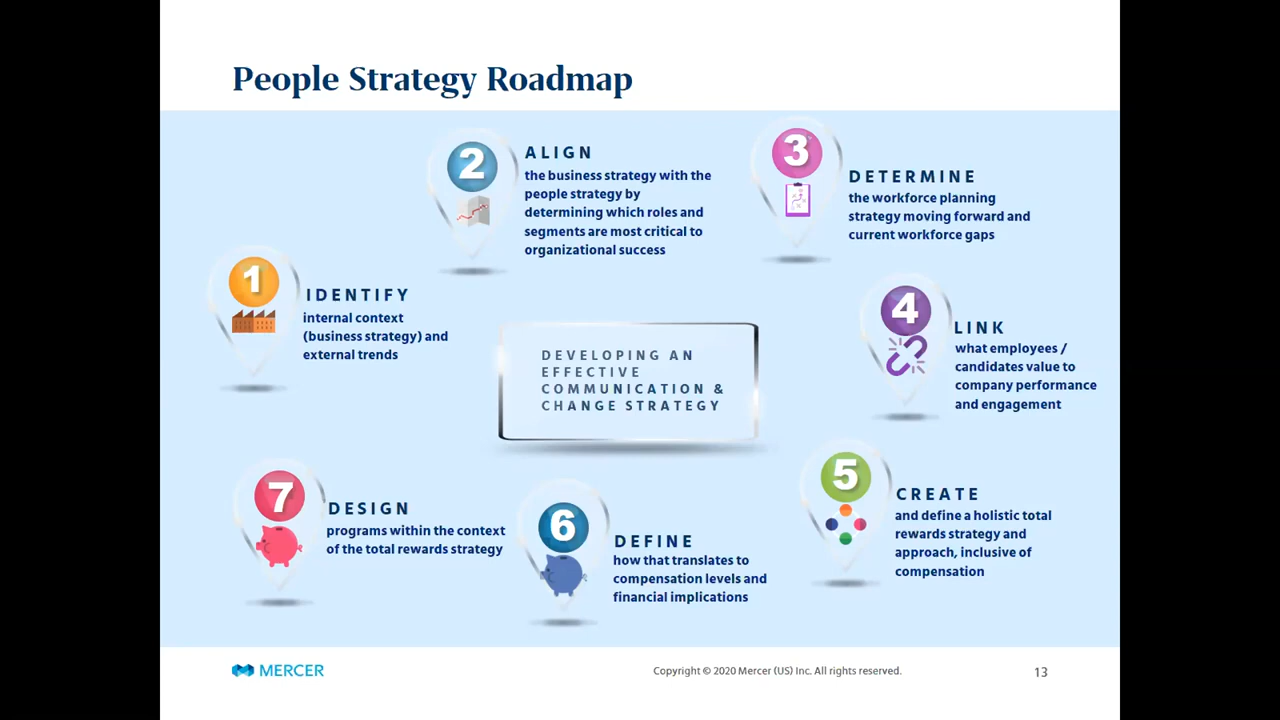 People Strategy Roadmap
1
IDENTIFY
internal context
(business strategy) and
external trends
2
ALIGN
the business strategy with the
people strategy by
determining which roles and
segments are most critical to
organizational success
3
DETERMINE
the workforce planning
strategy moving forward and
current workforce gaps
4
LINK
what employees /
candidates value to
company performance
and engagement
5
CREATE
and define a holistic total
rewards strategy and
approach, inclusive of
compensation
6
DEFINE
how that translates to
compensation levels and
financial implications
7
DESIGN
programs within the context
of the total rewards strategy
DEVELOPING AN
EFFECTIVE
COMMUNICATION &
CHANGE STRATEGY
MERCER
Copyright © 2020 Mercer (US) Inc. All rights reserved.
13